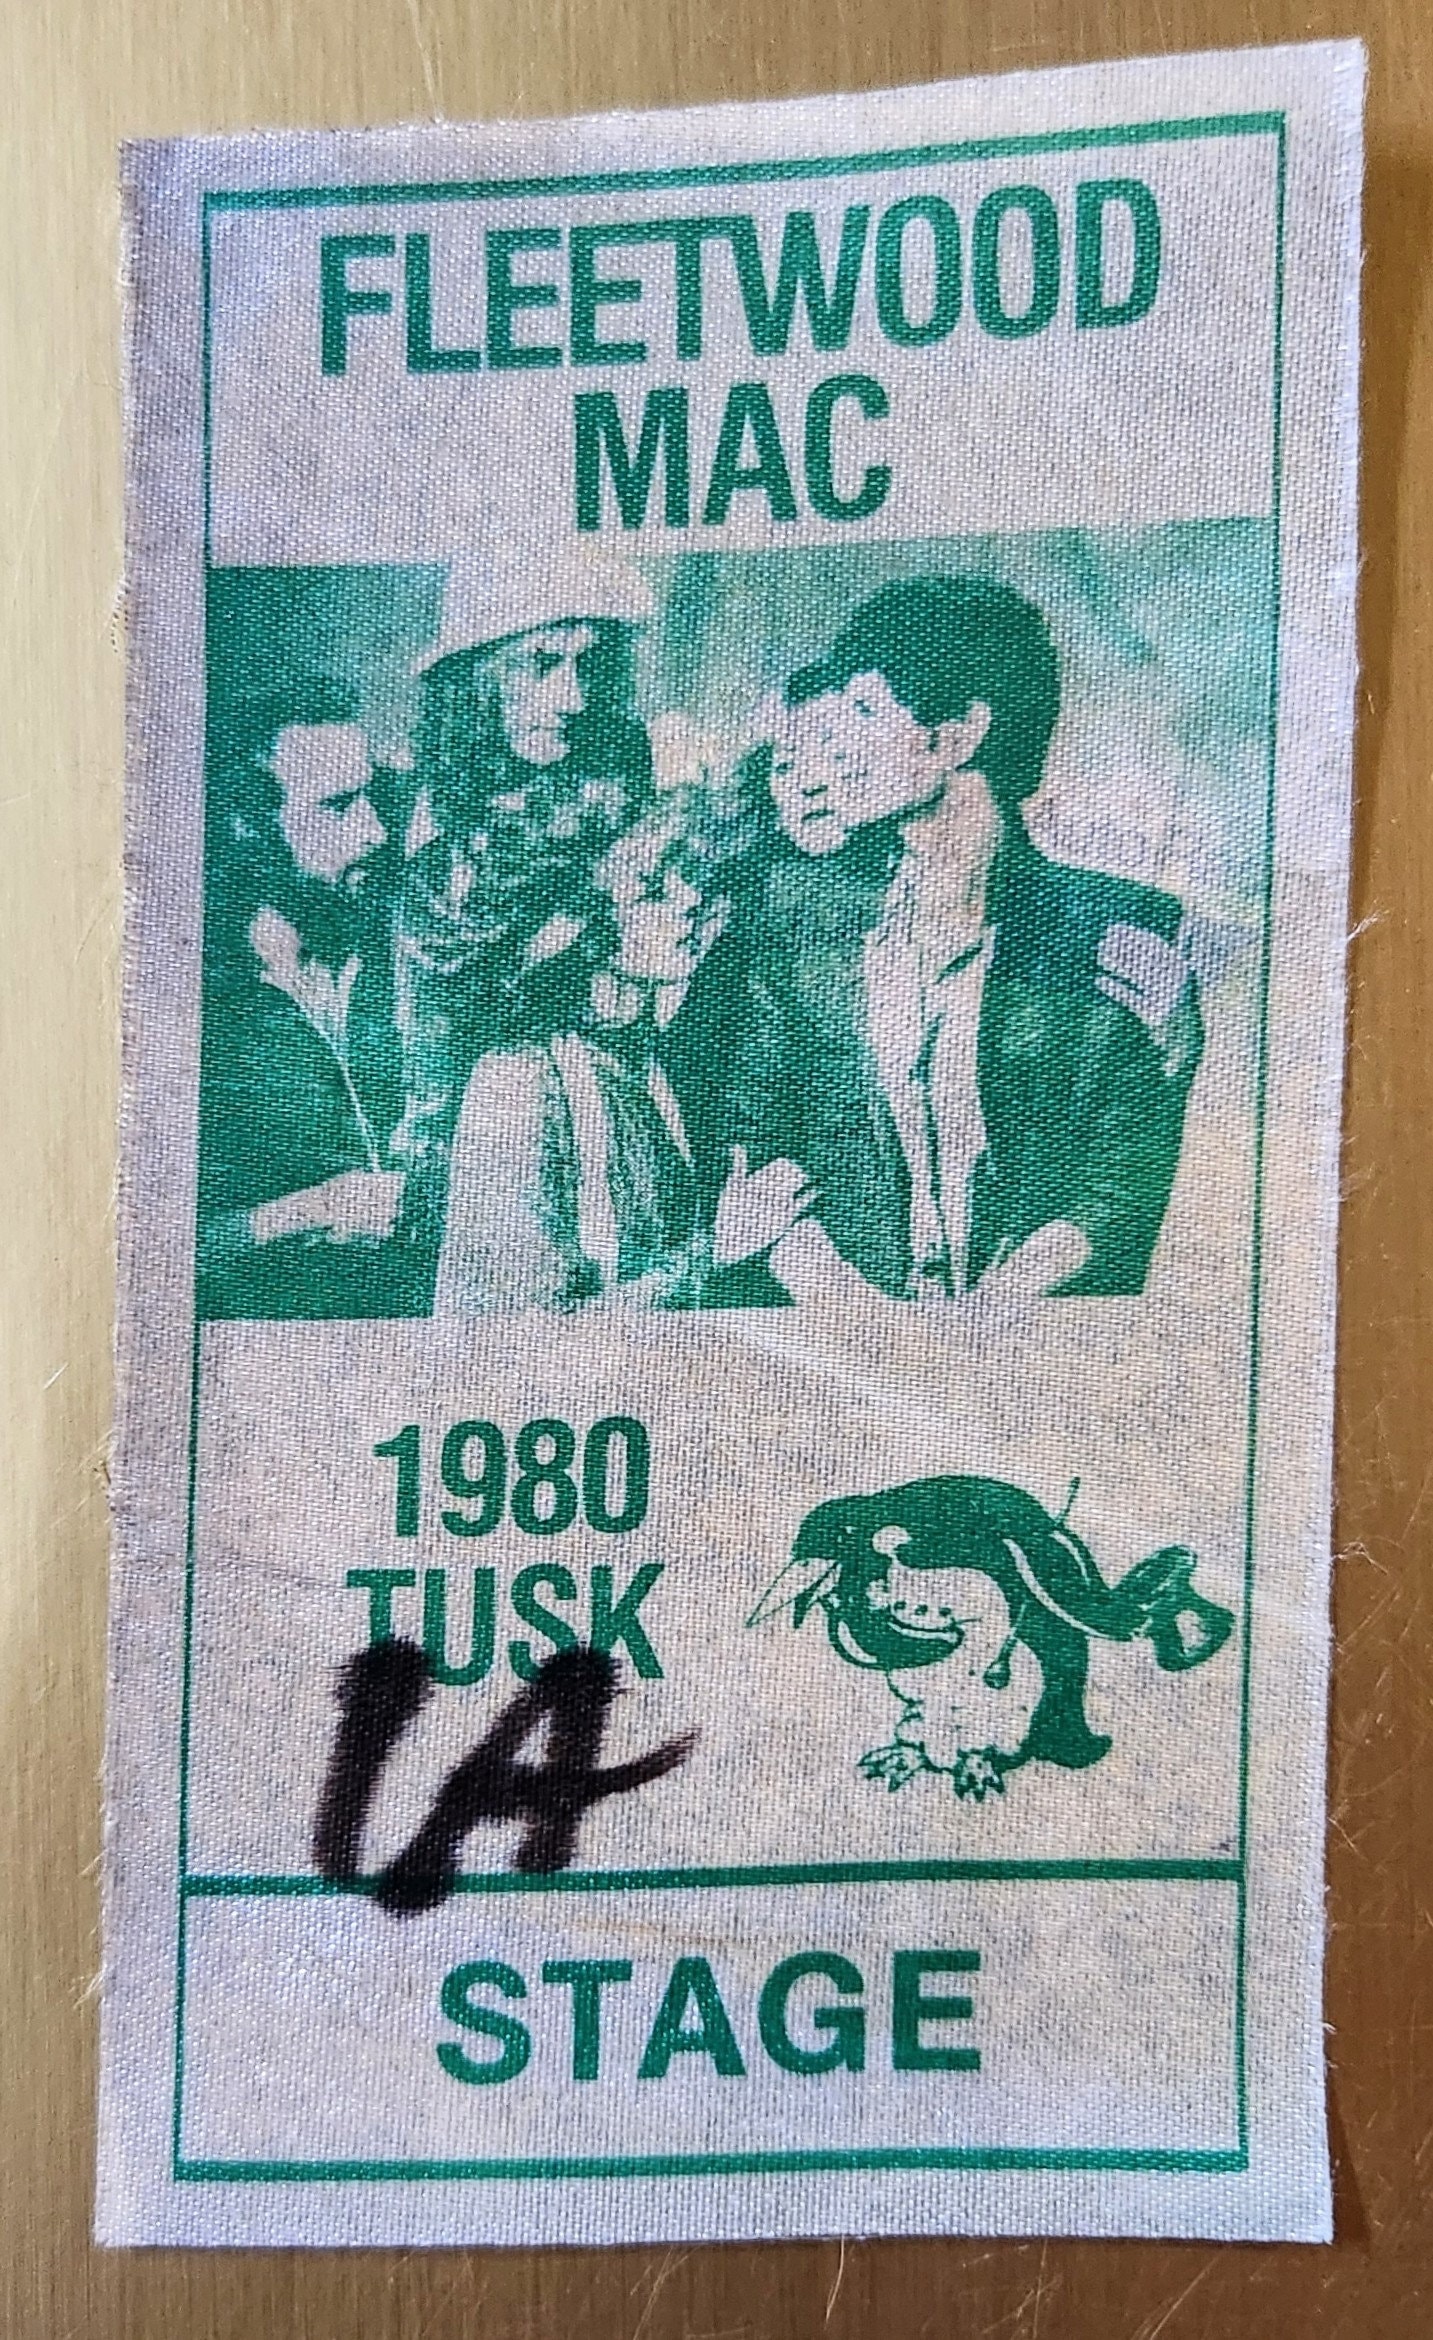 FLEETWOOD
MAC
1980
TUSK
LA
STAGE